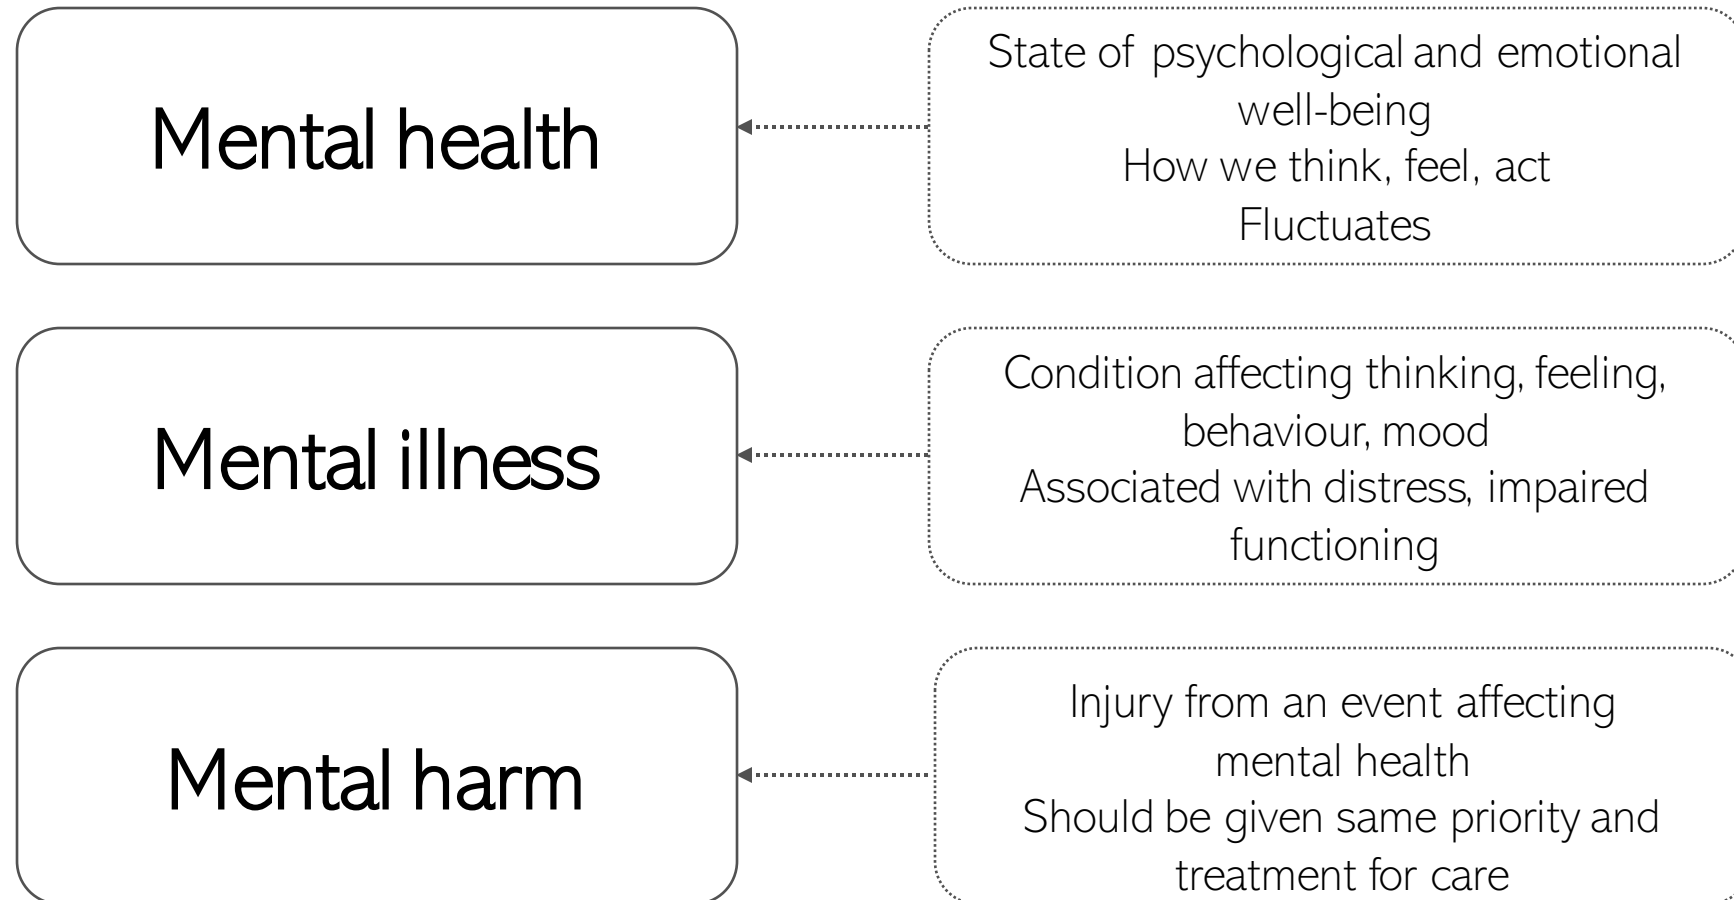 Mental health
State of psychological and emotional
well-being
How we think, feel, act
Fluctuates
Mental illness
Condition affecting thinking, feeling,
behaviour, mood
Associated with distress, impaired
functioning
Mental harm
Injury from an event affecting
mental health
Should be given same priority and
treatment for care